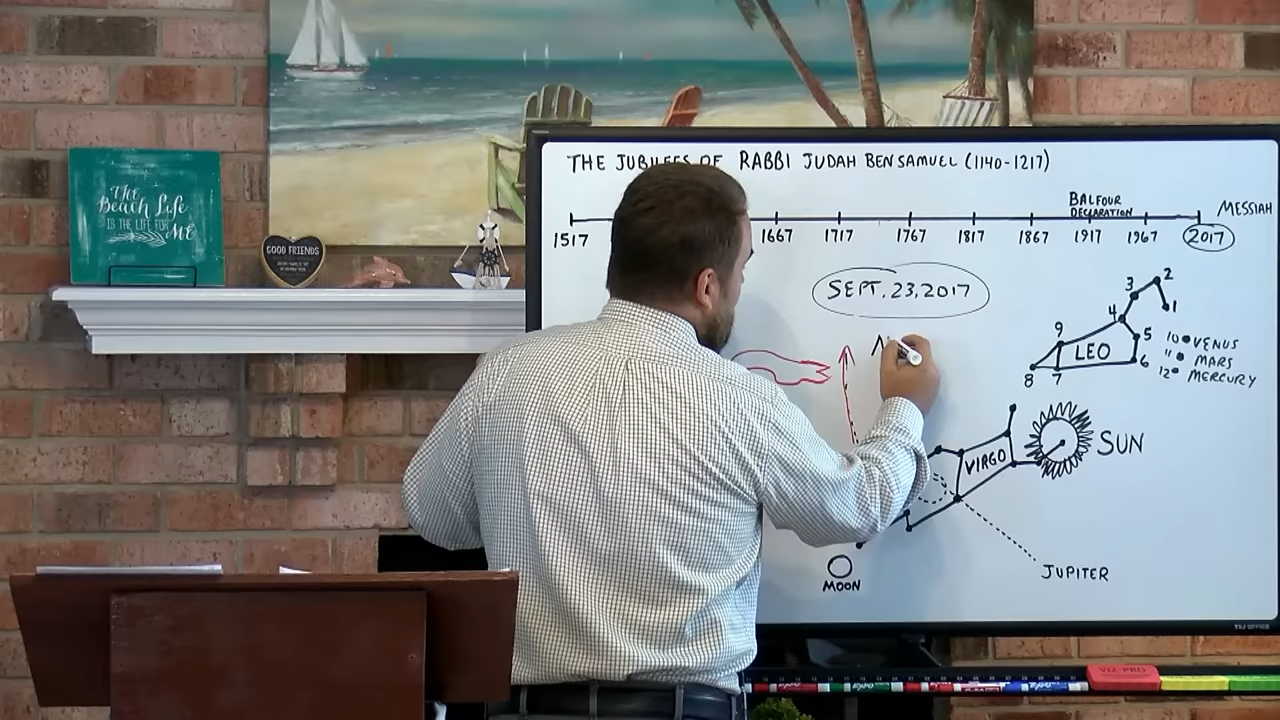 THE JUBILEES OF RABBI JUDAH BEN SAMUEL (1140-1217)
BALFOUR
DECLARATION
MESSIAH
1517 1667 1717 1767 1817 1867 1917 1967 2017
SEPT. 23, 2017
The
Beach Life
IS THE LIFE FOR
ME
GOOD FRIENDS
3 2
4 1
9 5
LEO
6
8 7
10 VENUS
11 MARS
12 MERCURY
VIRGO
SUN
JUPITER
MOON
VIZ-PRO